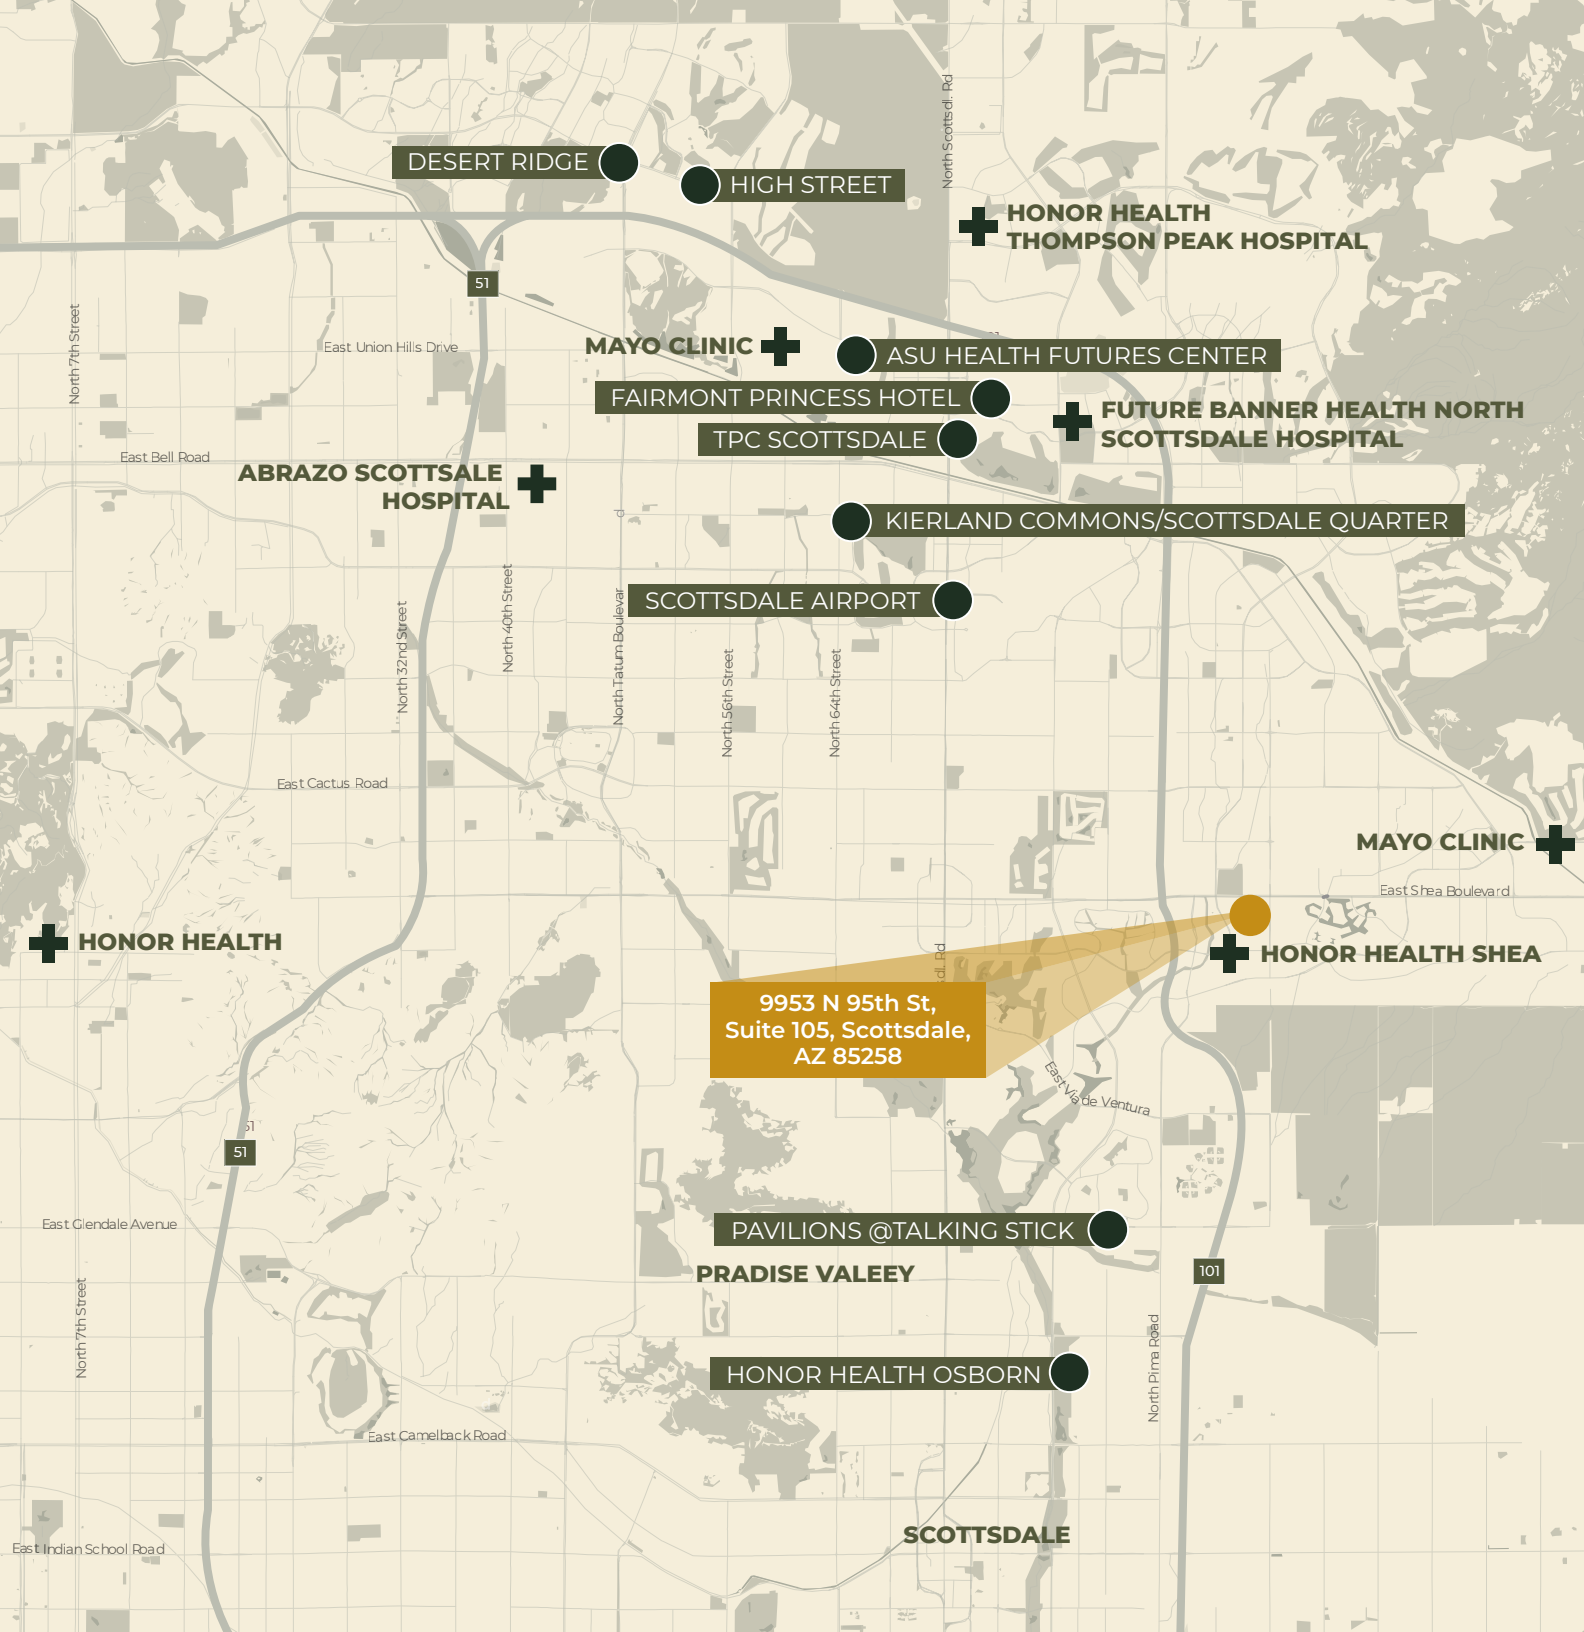 North Scottsdl. Rd
DESERT RIDGE
HIGH STREET
HONOR HEALTH
THOMPSON PEAK HOSPITAL
51
North 7th Street
East Union Hills Drive
MAYO CLINIC
ASU HEALTH FUTURES CENTER
FAIRMONT PRINCESS HOTEL
FUTURE BANNER HEALTH NORTH
SCOTTSDALE HOSPITAL
TPC SCOTTSDALE
East Bell Road
ABRAZO SCOTTSALE
HOSPITAL
KIERLAND COMMONS/SCOTTSDALE QUARTER
SCOTTSDALE AIRPORT
North 32nd Street
North 40th Street
North Tatum Boulevar
d
North 56th Street
North 64th Street
East Cactus Road
MAYO CLINIC
East Shea Boulevard
HONOR HEALTH
HONOR HEALTH SHEA
dl. Rd
9953 N 95th St,
Suite 105, Scottsdale,
AZ 85258
East Via de Ventura
51
51
East Glendale Avenue
PAVILIONS @TALKING STICK
PRADISE VALEEY
101
North 7th Street
North Pima Road
HONOR HEALTH OSBORN
East Camelback Road
SCOTTSDALE
East Indian School Road